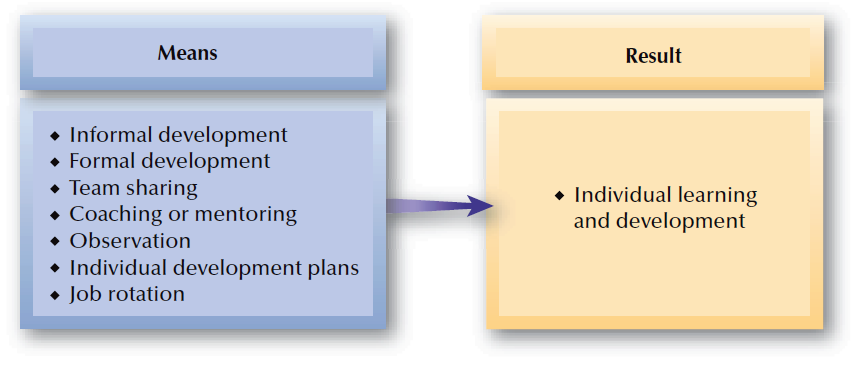 Means
◆ Informal development
◆ Formal development
◆ Team sharing
◆ Coaching or mentoring
◆ Observation
◆ Individual development plans
◆ Job rotation
Result
◆ Individual learning
and development